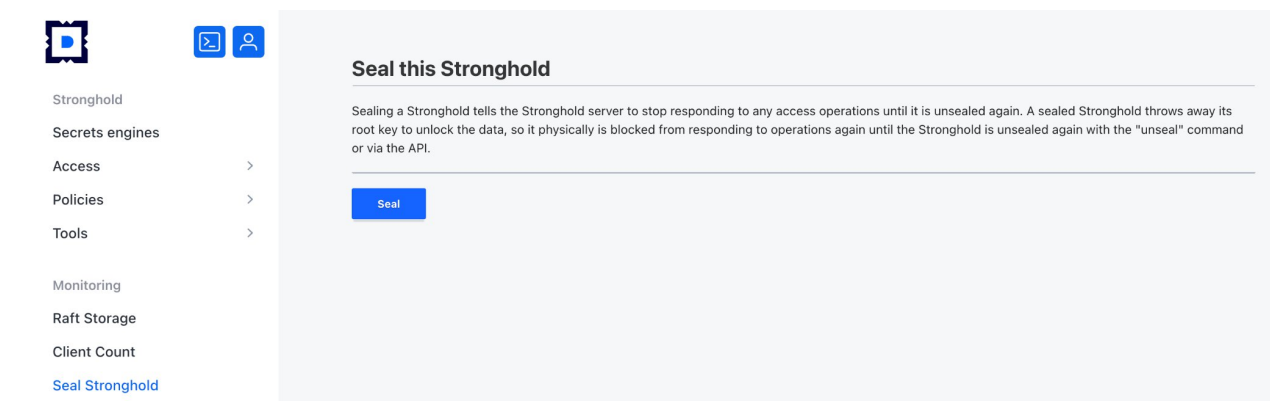 Stronghold
Secrets engines
Access
Policies
Tools
Monitoring
Raft Storage
Client Count
Seal Stronghold
Seal this Stronghold
Sealing a Stronghold tells the Stronghold server to stop responding to any access operations until it is unsealed again. A sealed Stronghold throws away its
root key to unlock the data, so it physically is blocked from responding to operations again until the Stronghold is unsealed again with the "unseal" command
or via the API.
Seal